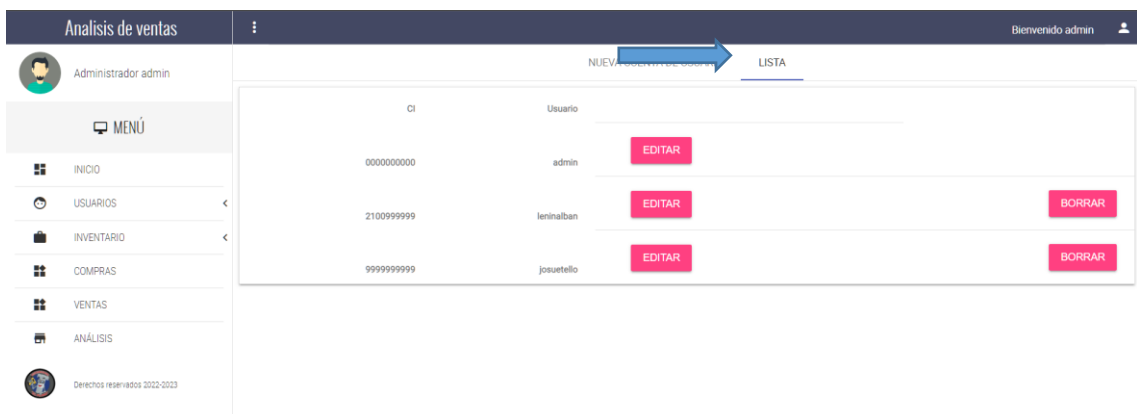 Analisis de ventas
Bienvenido admin
Administrador admin
LISTA
MENÚ
CI Usuario
0000000000 admin EDITAR
2100999999 leninalban EDITAR BORRAR
9999999999 josuetello EDITAR BORRAR
INICIO
USUARIOS
INVENTARIO
COMPRAS
VENTAS
ANÁLISIS
Derechos reservados 2022-2023